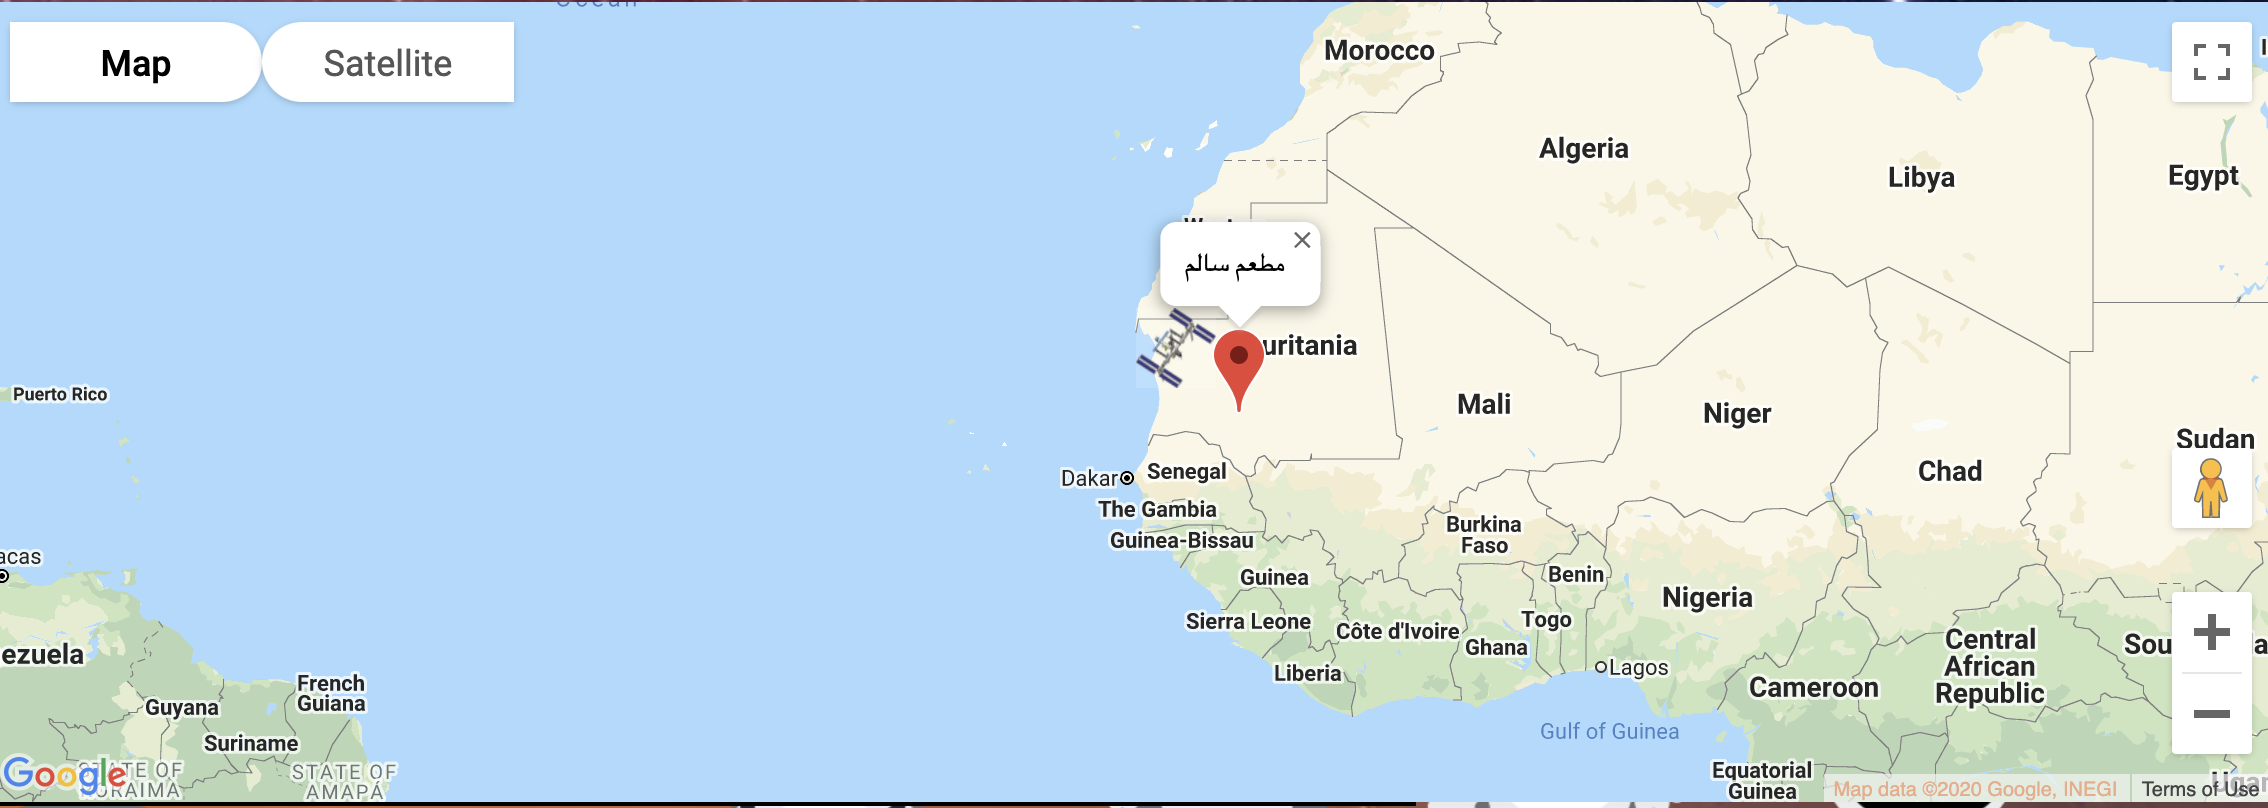 Ocean
Map
Satellite
Morocco
Algeria
Libya
Egypt
مطعم سالم
uritania
Puerto Rico
Mali
Niger
Sudan
Chad
Dakar
Senegal
The Gambia
Guinea-Bissau
Burkina
Faso
acas
Guinea
Benin
Nigeria
Sierra Leone
Côte d'Ivoire
Togo
Ghana
ezuela
Liberia
Lagos
Central
African
Republic
Sou
Cameroon
French
Guiana
Guyana
Suriname
Gulf of Guinea
Google
STATE OF
RORAIMA
STATE OF
AMAPÁ
Equatorial
Guinea
Map data ©2020 Google, INEGI
Terms of Use